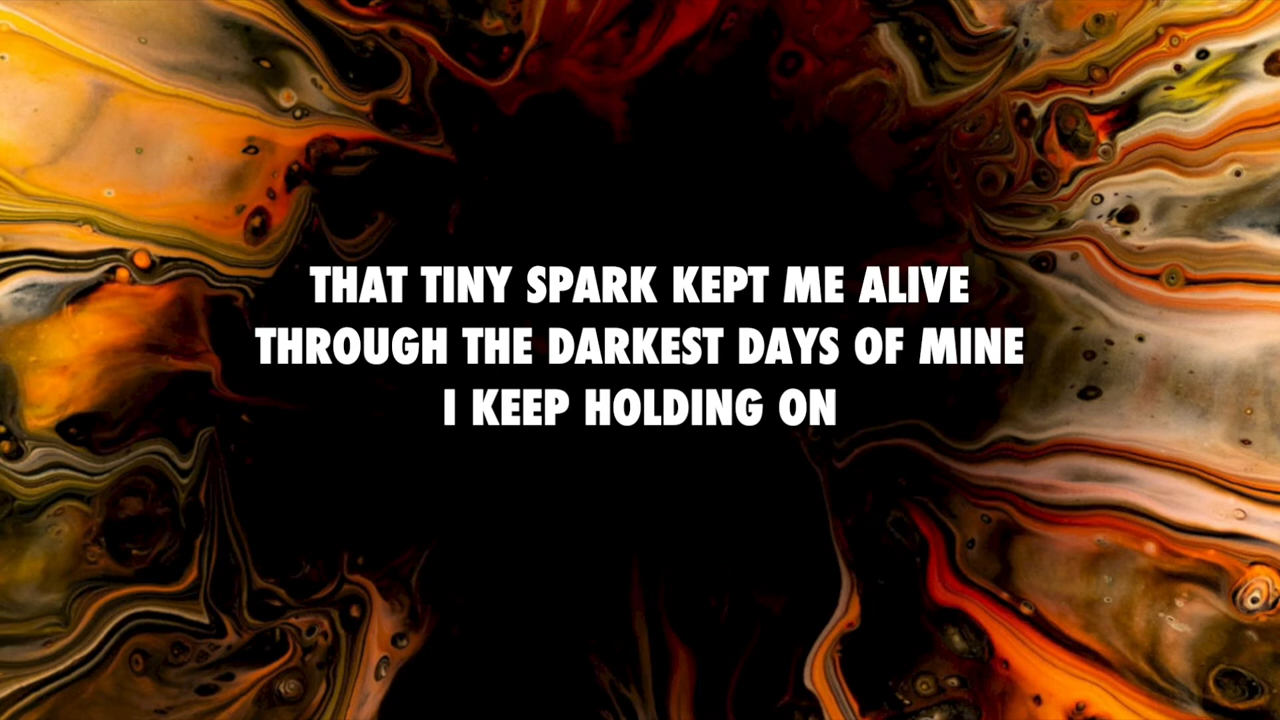 THAT TINY SPARK KEPT ME ALIVE
THROUGH THE DARKEST DAYS OF MINE
I KEEP HOLDING ON